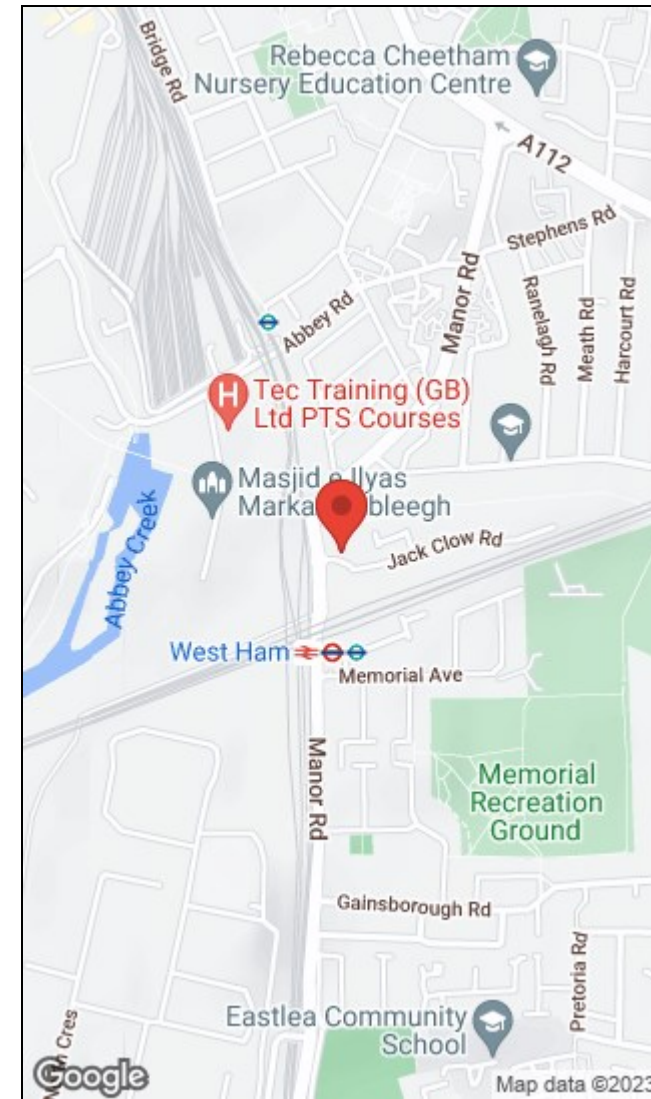 Bridge Rd
Rebecca Cheetham
Nursery Education Centre
A112
Stephens Rd
Manor Rd
Ranelagh Rd
Meath Rd
Harcourt Rd
Abbey Rd
Tec Training (GB)
Ltd PTS Courses
Masjid e Ilyas
Abbey Creek
Jack Clow Rd
West Ham
Memorial Ave
Manor Rd
Memorial
Recreation
Ground
Gainsborough Rd
Pretoria Rd
Eastlea Community
School
Cres
Google
Map data ©2023